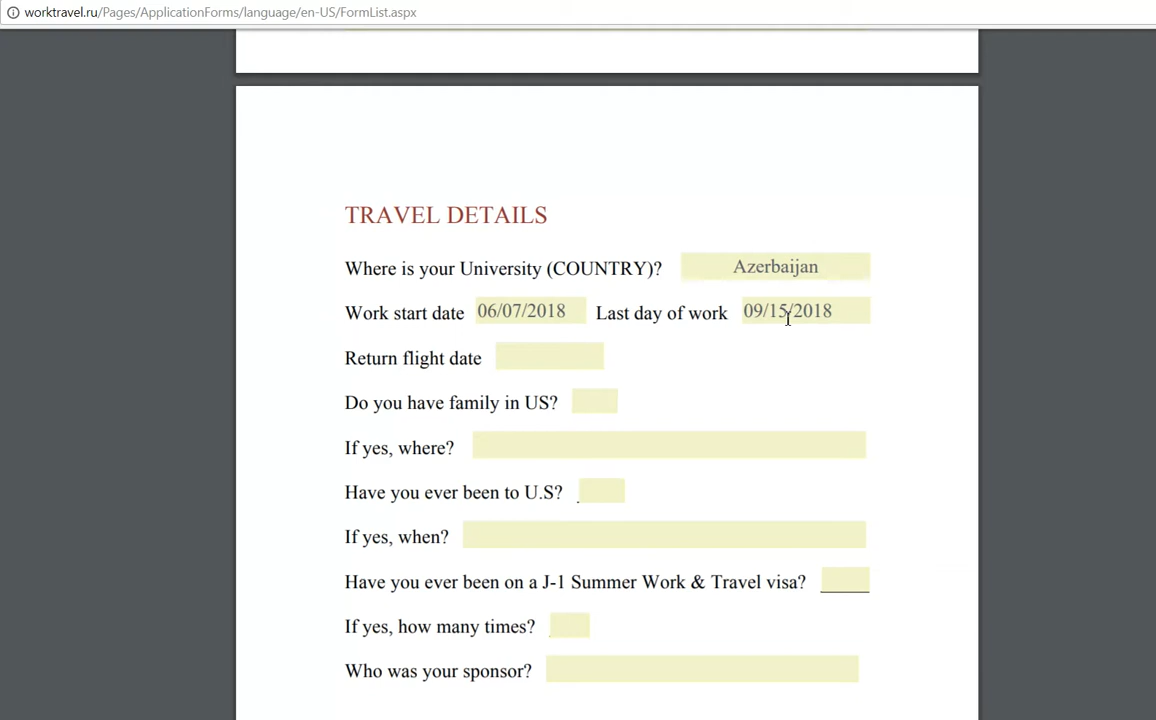 worktravel.ru/Pages/ApplicationForms/language/en-US/FormList.aspx
TRAVEL DETAILS
Where is your University (COUNTRY)? Azerbaijan
Work start date 06/07/2018 Last day of work 09/15/2018
Return flight date
Do you have family in US?
If yes, where?
Have you ever been to U.S?
If yes, when?
Have you ever been on a J-1 Summer Work & Travel visa?
If yes, how many times?
Who was your sponsor?